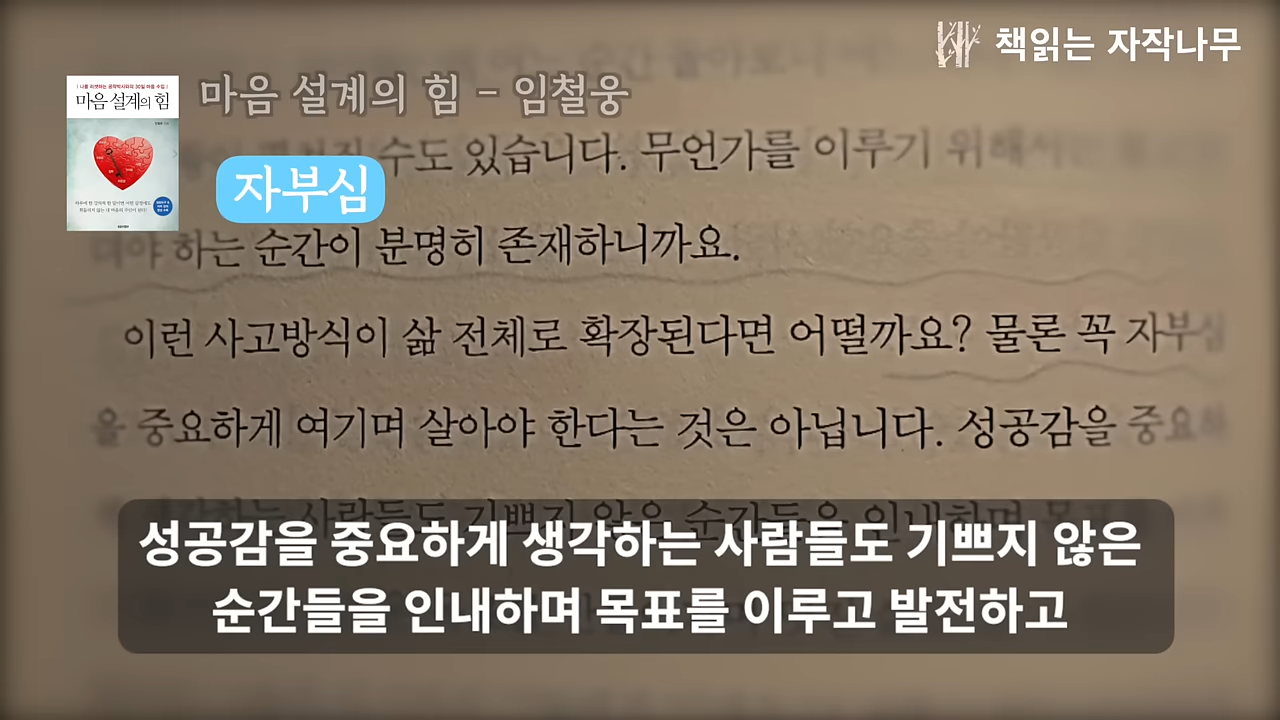 책읽는 자작나무
마음 설계의 힘 - 임철웅
마음 설계의 힘
자부심
수도 있습니다. 무언가를 이루기 위해서는
며야 하는 순간이 분명히 존재하니까요.
이런 사고방식이 삶 전체로 확장된다면 어떨까요? 물론 꼭 자부심
을 중요하게 여기며 살아야 한다는 것은 아닙니다. 성공감을 중요하
성공감을 중요하게 생각하는 사람들도 기쁘지 않은
순간들을 인내하며 목표를 이루고 발전하고